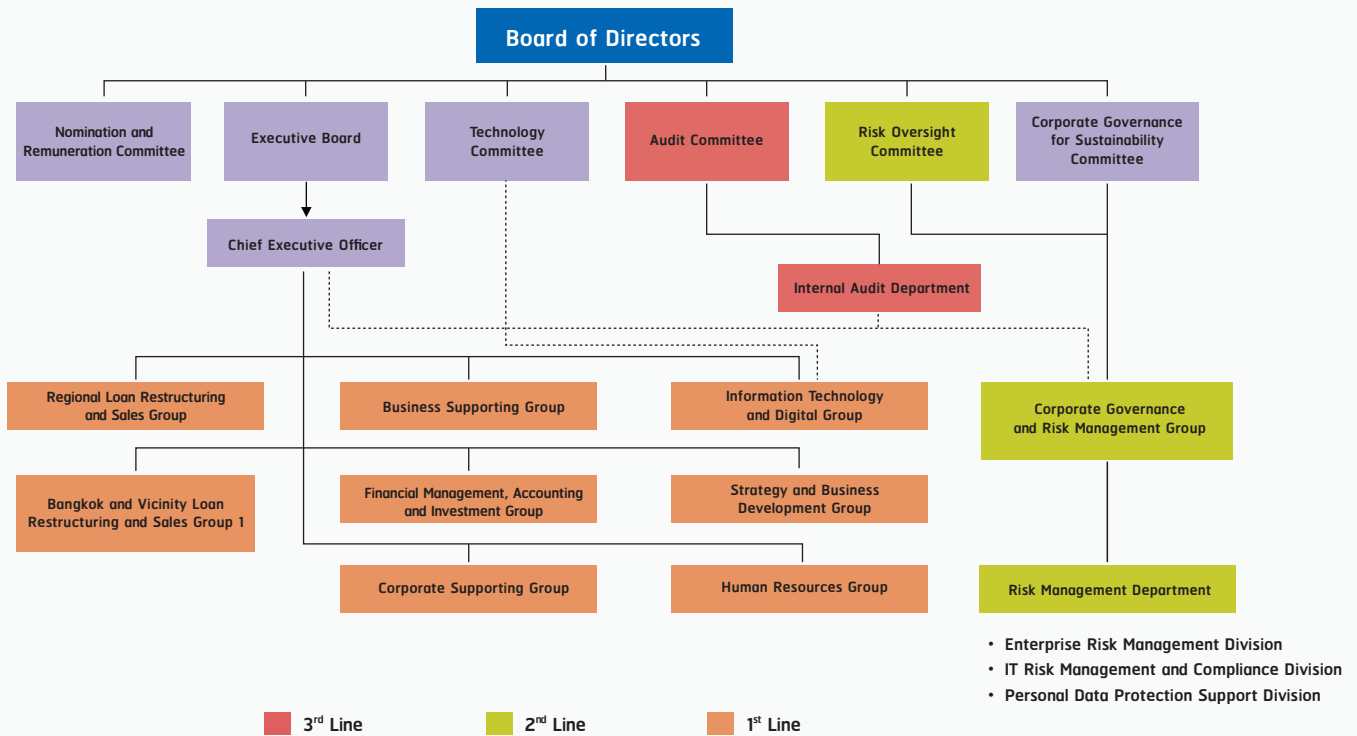 Board of Directors
Nomination and
Remuneration Committee
Executive Board
Technology
Committee
Audit Committee
Risk Oversight
Committee
Corporate Governance
for Sustainability
Committee
Chief Executive Officer
Internal Audit Department
Regional Loan Restructuring
and Sales Group
Business Supporting Group
Information Technology
and Digital Group
Corporate Governance
and Risk Management Group
Bangkok and Vicinity Loan
Restructuring and Sales Group 1
Financial Management, Accounting
and Investment Group
Strategy and Business
Development Group
Corporate Supporting Group
Human Resources Group
Risk Management Department
• Enterprise Risk Management Division
• IT Risk Management and Compliance Division
• Personal Data Protection Support Division
3rd Line
2nd Line
1st Line